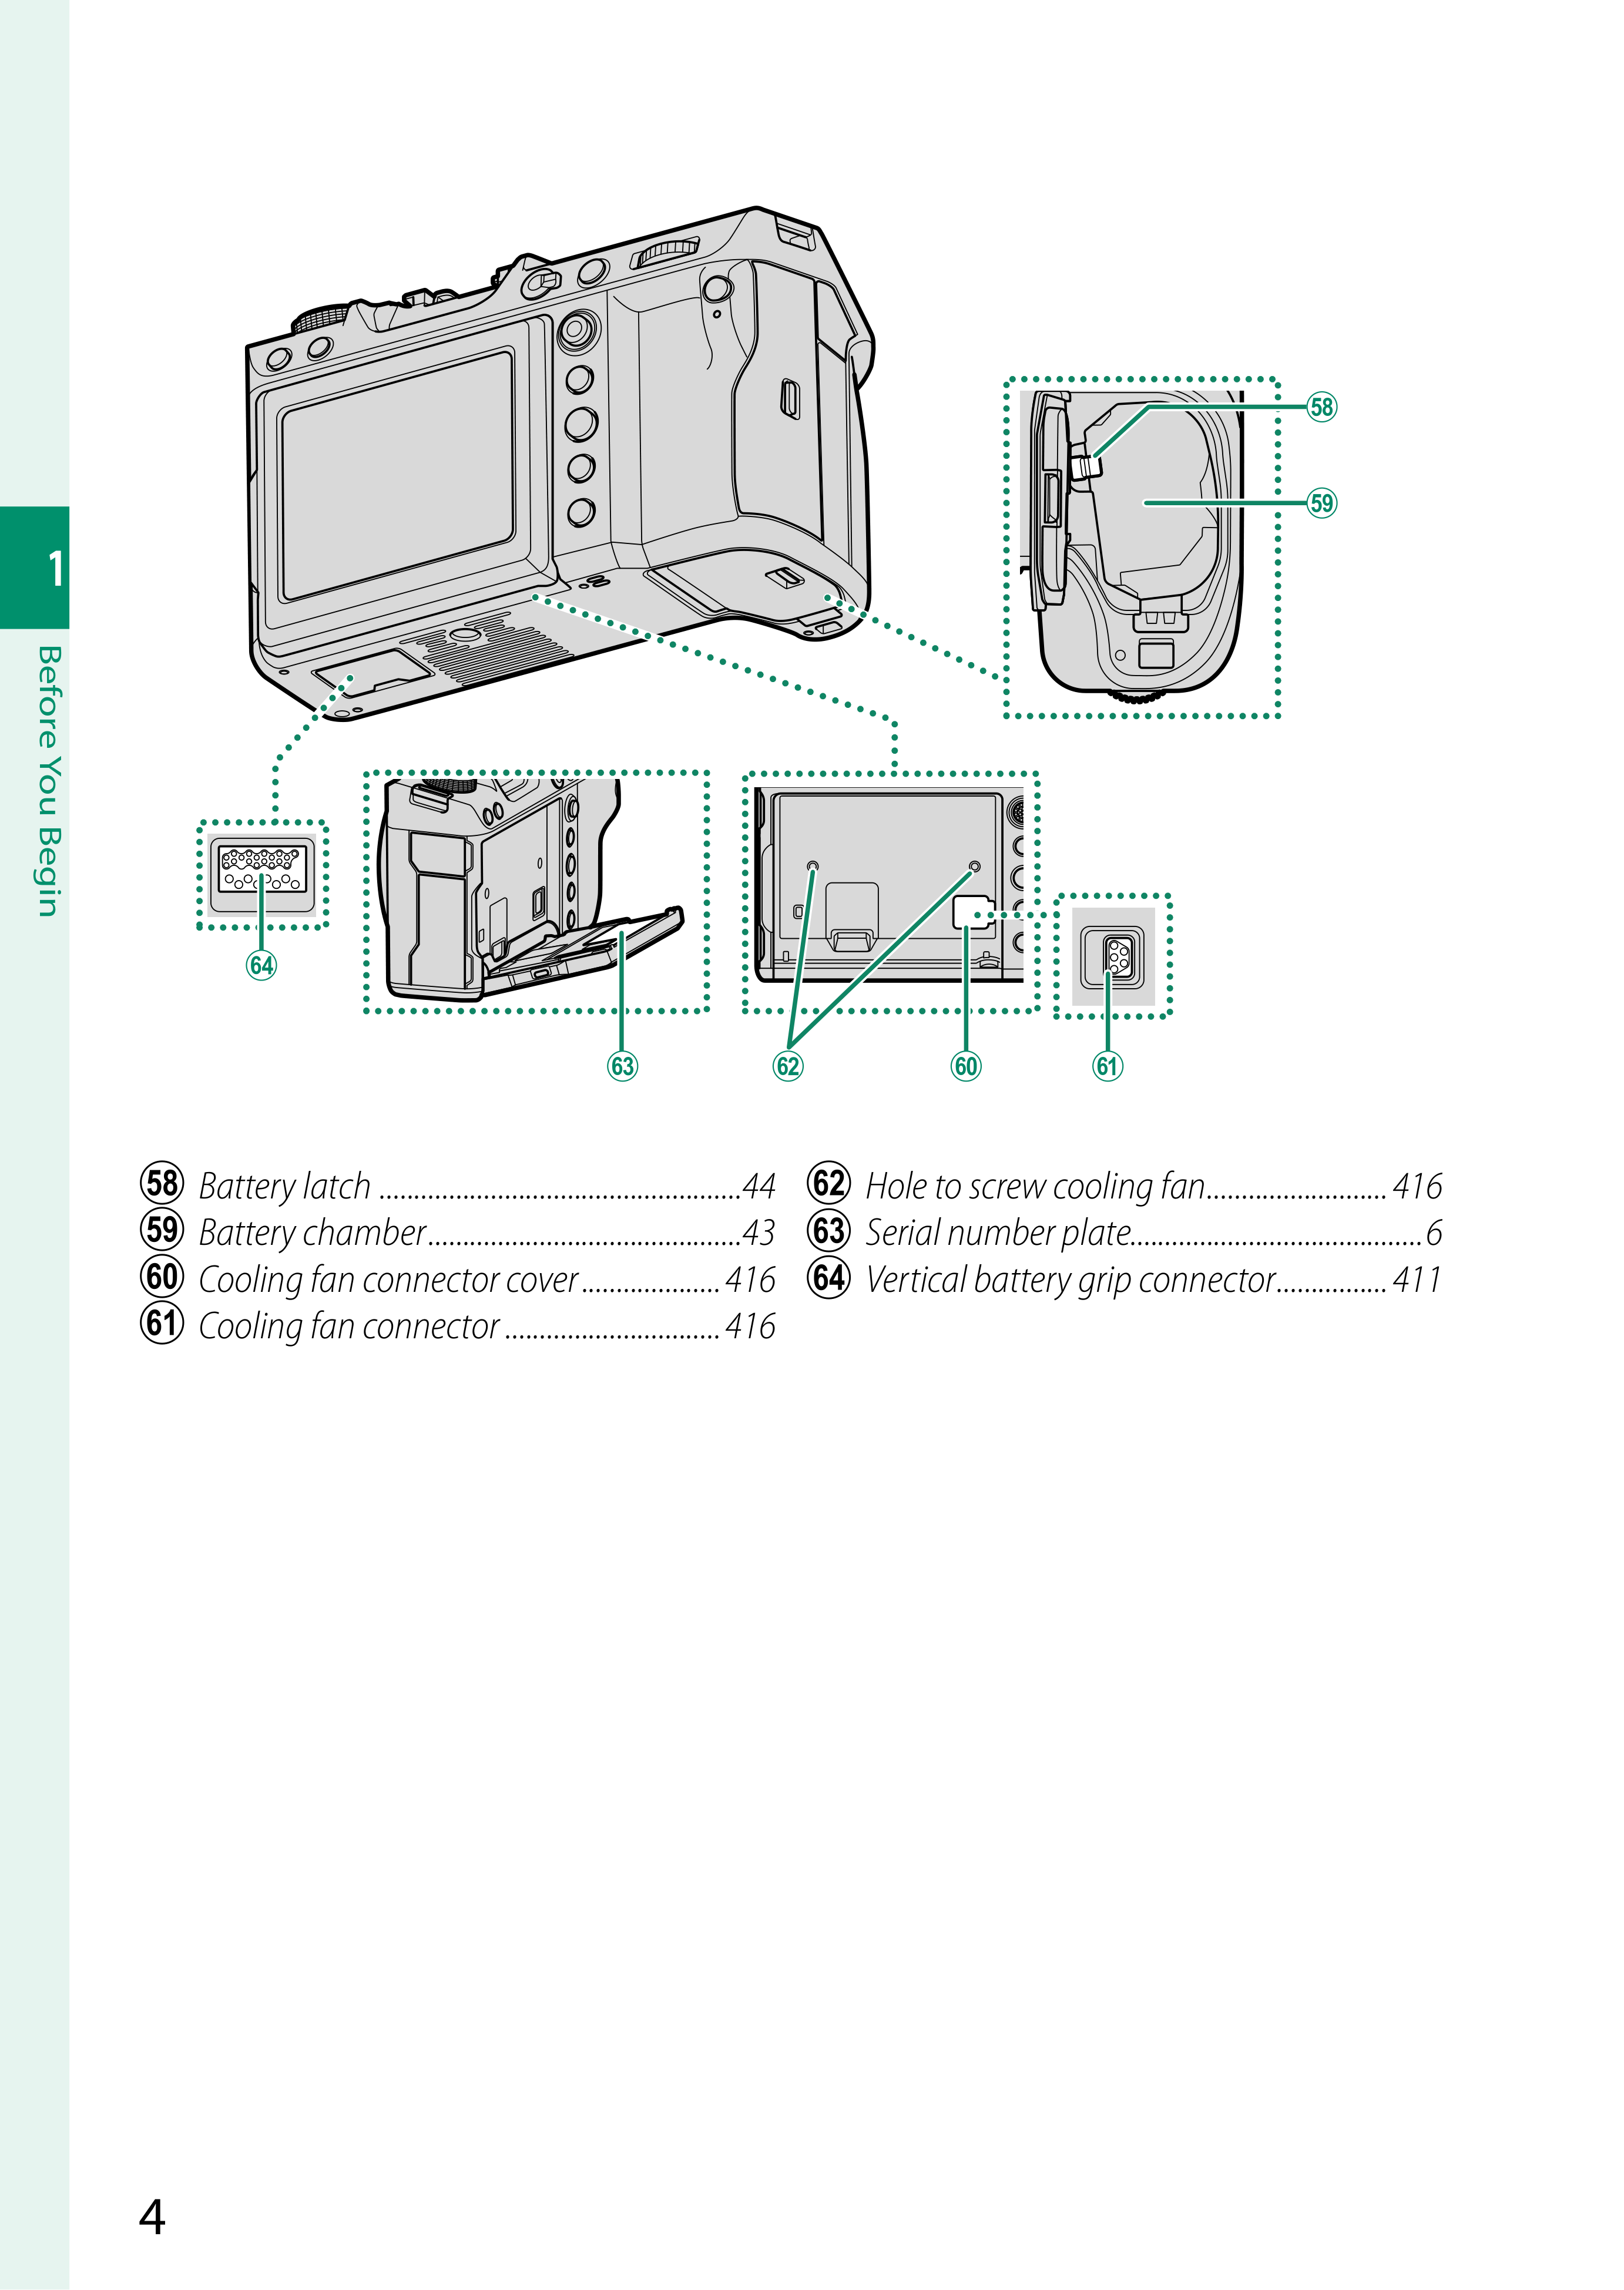 1
Before You Begin
58
59
64
63
62
60
61
58 Battery latch ....................................................44
59 Battery chamber.............................................43
60 Cooling fan connector cover.................... 416
61 Cooling fan connector ............................... 416
62 Hole to screw cooling fan.......................... 416
63 Serial number plate..........................................6
64 Vertical battery grip connector................ 411
4